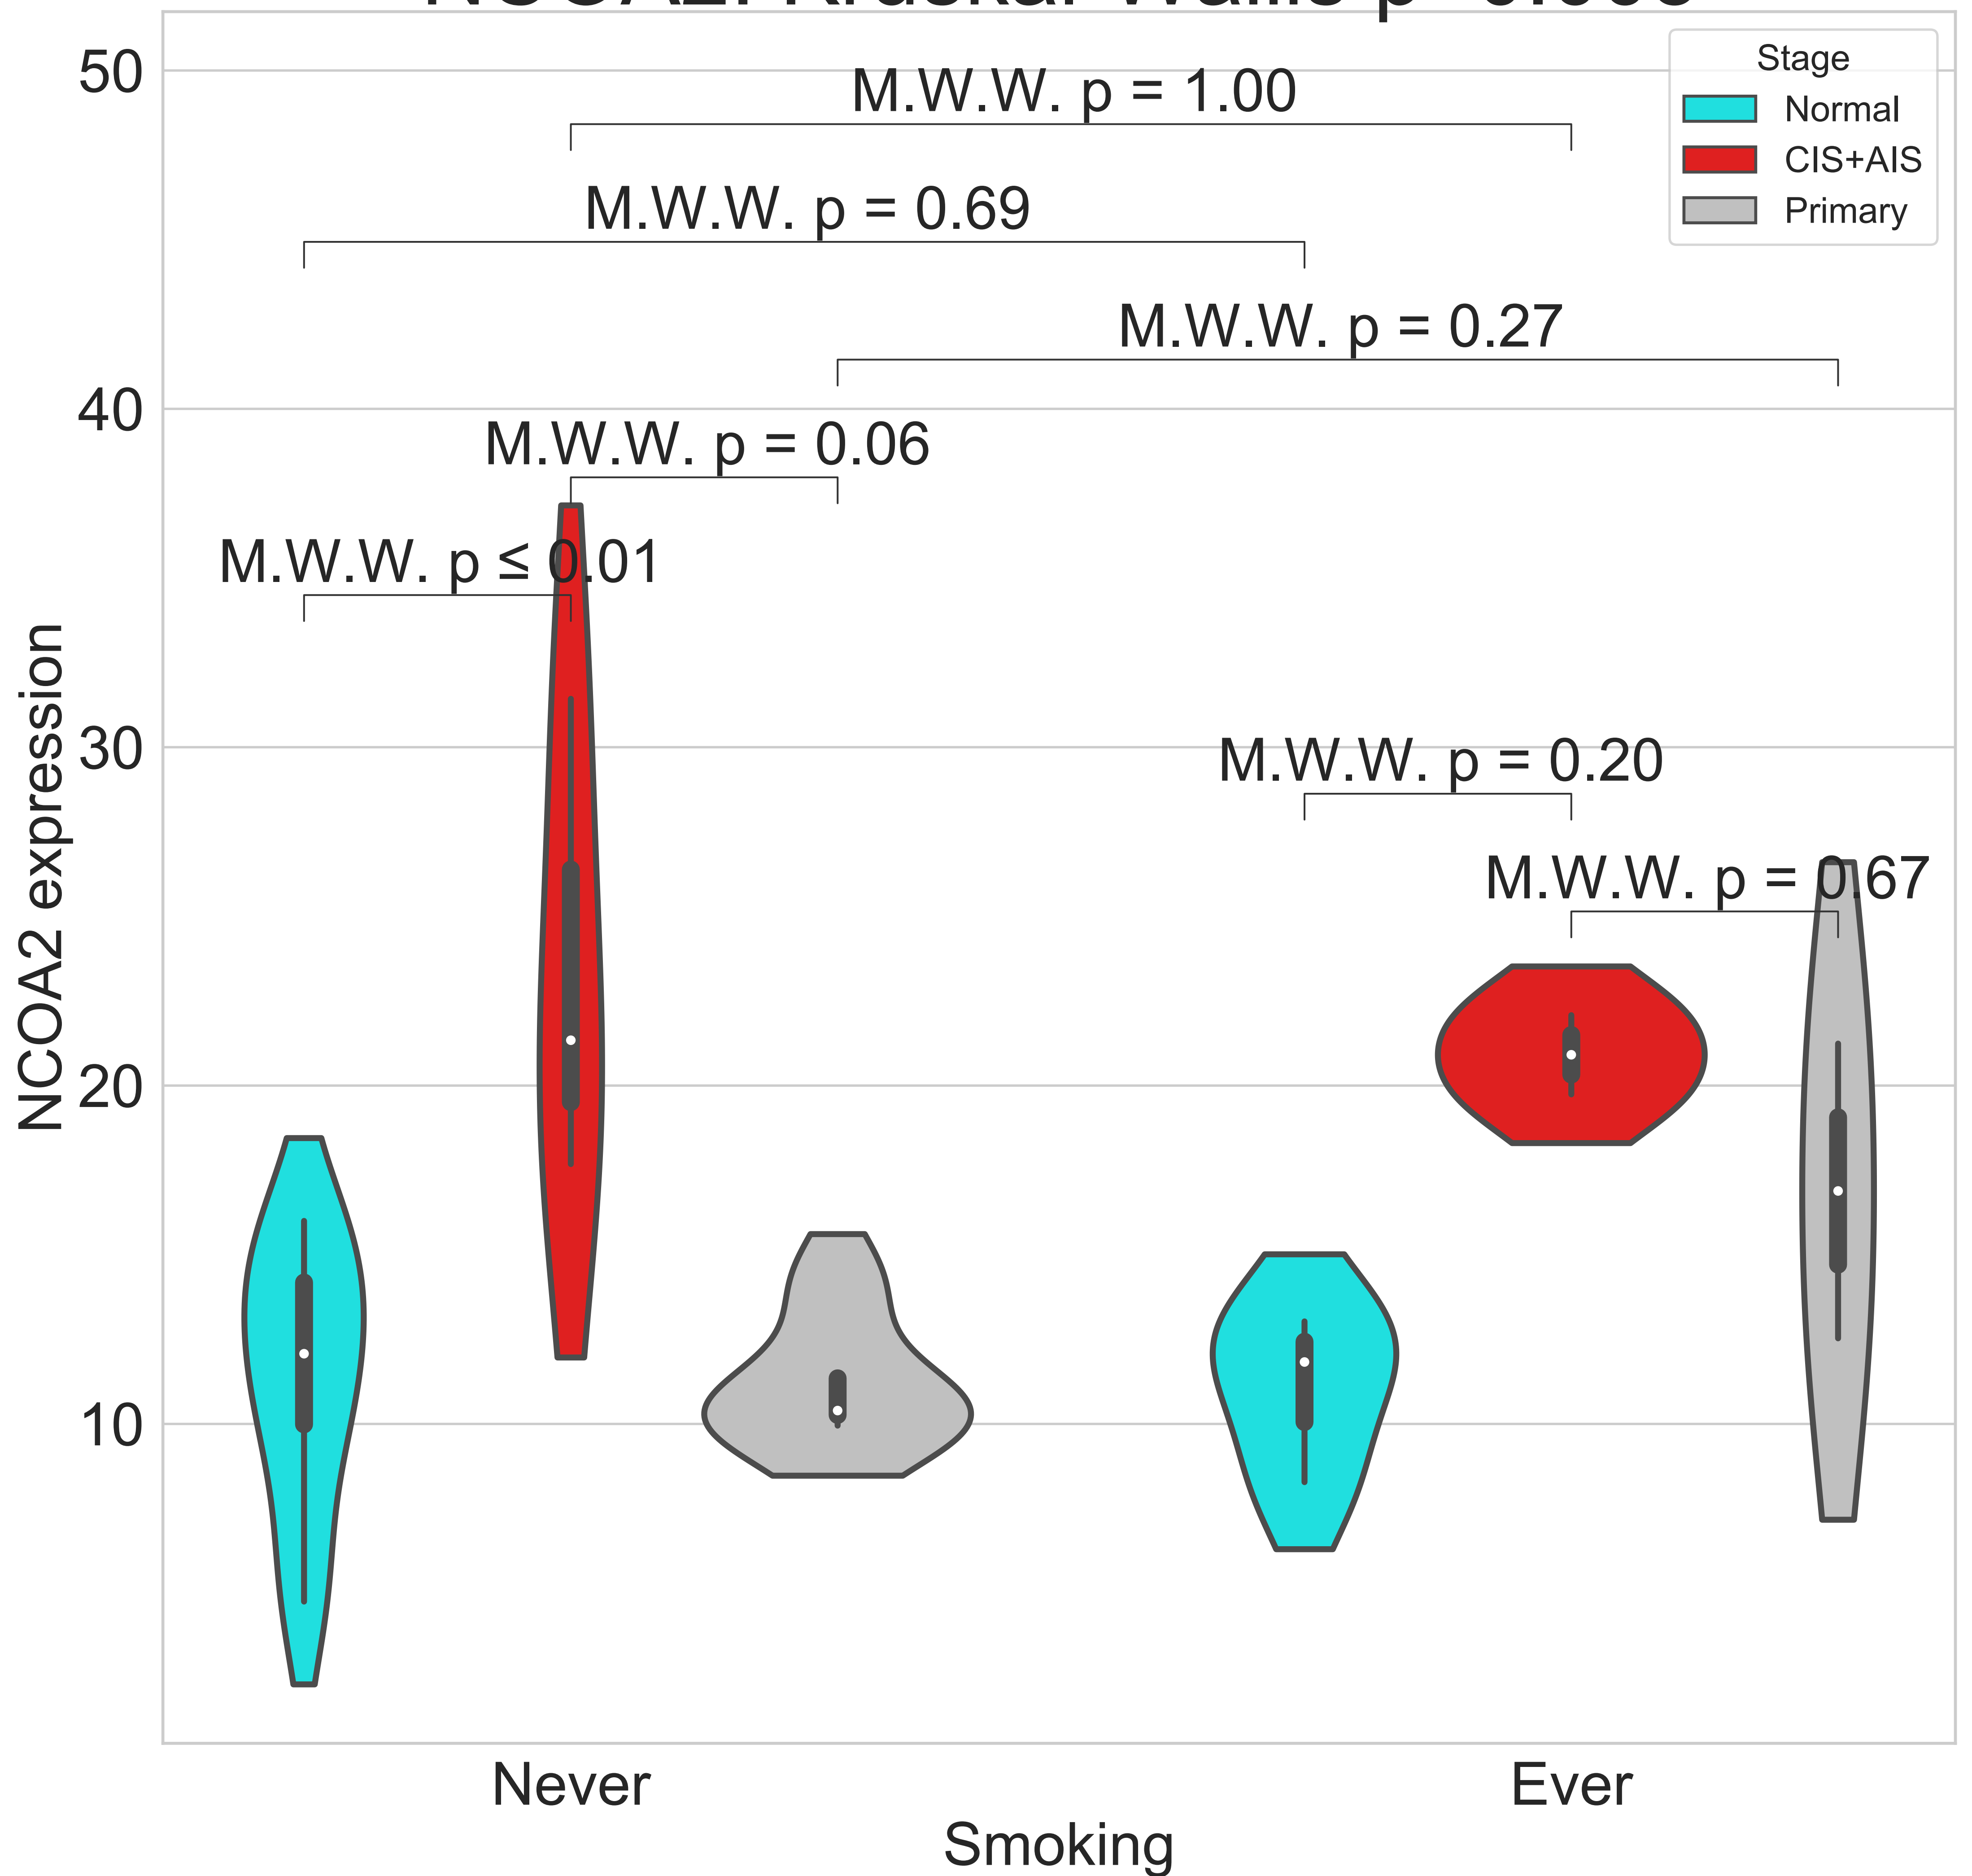 50
M.W.W. p = 1.00
Stage
Normal
CIS+AIS
Primary
M.W.W. p = 0.69
M.W.W. p = 0.27
40
M.W.W. p = 0.06
M.W.W. p ≤ 0.01
30
M.W.W. p = 0.20
M.W.W. p = 0.67
NCOA2 expression
20
10
Never
Ever
Smoking